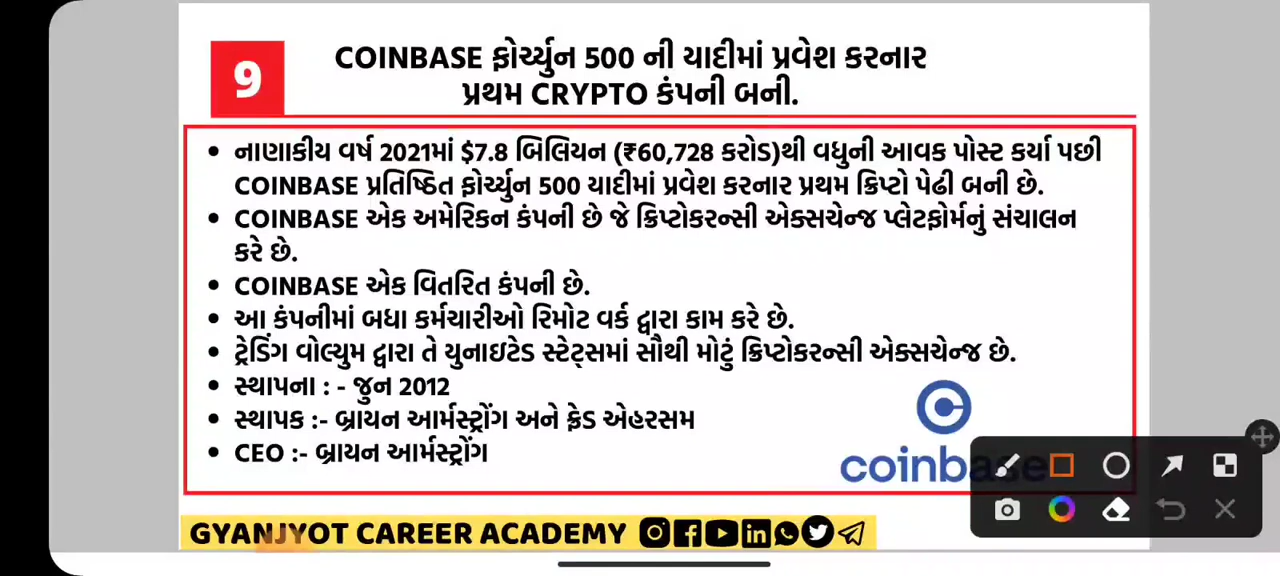 9
COINBASE ફોર્ચ્યુન 500 ની યાદીમાં પ્રવેશ કરનાર
પ્રથમ CRYPTO કંપની બની.
• નાણાકીય વર્ષ 2021માં $7.8 બિલિયન (₹60,728 કરોડ)થી વધુની આવક પોસ્ટ કર્યા પછી
COINBASE પ્રતિષ્ઠિત ફોર્ચ્યુન 500 યાદીમાં પ્રવેશ કરનાર પ્રથમ ક્રિપ્ટો પેઢી બની છે.
• COINBASE એક અમેરિકન કંપની છે જે ક્રિપ્ટોકરન્સી એક્સચેન્જ પ્લેટફોર્મનું સંચાલન
કરે છે.
• COINBASE એક વિતરિત કંપની છે.
• આ કંપનીમાં બધા કર્મચારીઓ રિમોટ વર્ક દ્વારા કામ કરે છે.
• ટ્રેડિંગ વોલ્યુમ દ્વારા તે યુનાઇટેડ સ્ટેટ્સમાં સૌથી મોટું ક્રિપ્ટોકરન્સી એક્સચેન્જ છે.
• સ્થાપના : - જુન 2012
• સ્થાપક :- બ્રાયન આર્મસ્ટ્રોંગ અને ફ્રેડ એહરસમ
• CEO :- બ્રાયન આર્મસ્ટ્રોંગ
coinbase
GYANJYOT CAREER ACADEMY